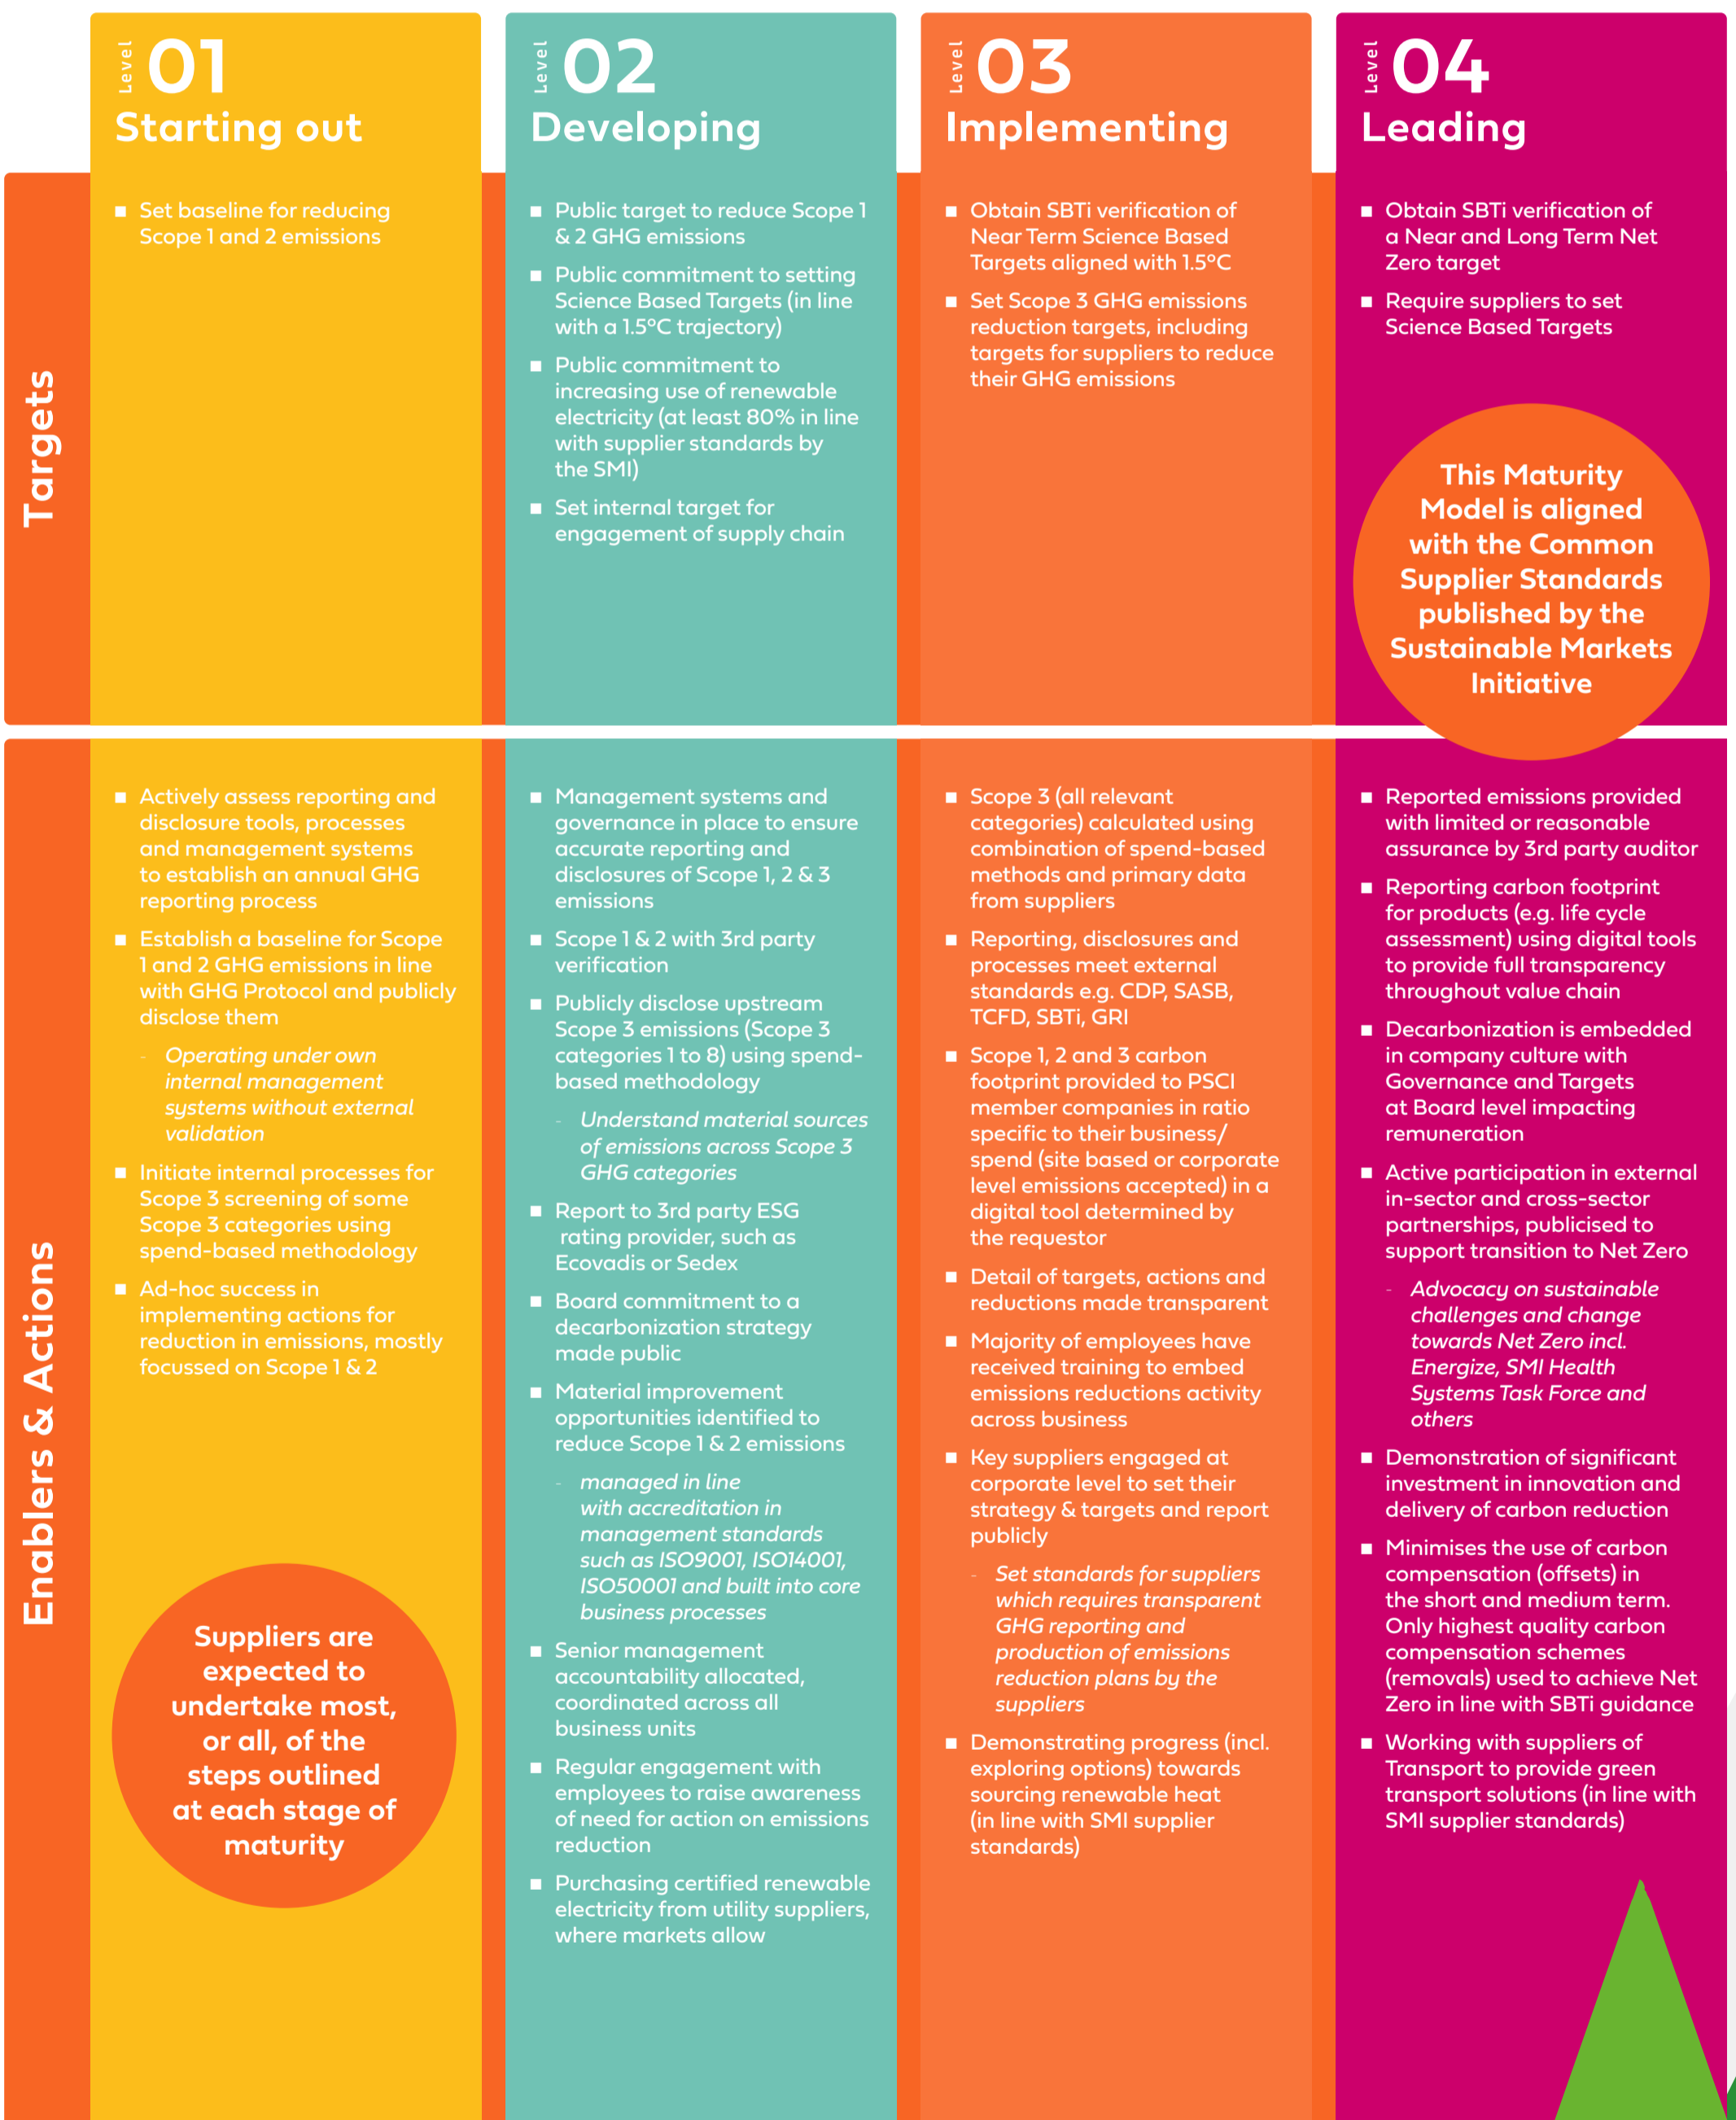 Level 01
Starting out
Level 02
Developing
Level 03
Implementing
Level 04
Leading
Targets
■ Set baseline for reducing
Scope 1 and 2 emissions
■ Public target to reduce Scope 1
& 2 GHG emissions
■ Public commitment to setting
Science Based Targets (in line
with a 1.5°C trajectory)
■ Public commitment to
increasing use of renewable
electricity (at least 80% in line
with supplier standards by
the SMI)
■ Set internal target for
engagement of supply chain
■ Obtain SBTi verification of
Near Term Science Based
Targets aligned with 1.5°C
■ Set Scope 3 GHG emissions
reduction targets, including
targets for suppliers to reduce
their GHG emissions
■ Obtain SBTi verification of
a Near and Long Term Net
Zero target
■ Require suppliers to set
Science Based Targets
This Maturity
Model is aligned
with the Common
Supplier Standards
published by the
Sustainable Markets
Initiative
Enablers & Actions
■ Actively assess reporting and
disclosure tools, processes
and management systems
to establish an annual GHG
reporting process
■ Establish a baseline for Scope
1 and 2 GHG emissions in line
with GHG Protocol and publicly
disclose them
- Operating under own
internal management
systems without external
validation
■ Initiate internal processes for
Scope 3 screening of some
Scope 3 categories using
spend-based methodology
■ Ad-hoc success in
implementing actions for
reduction in emissions, mostly
focussed on Scope 1 & 2
Suppliers are
expected to
undertake most,
or all, of the
steps outlined
at each stage of
maturity
■ Management systems and
governance in place to ensure
accurate reporting and
disclosures of Scope 1, 2 & 3
emissions
■ Scope 1 & 2 with 3rd party
verification
■ Publicly disclose upstream
Scope 3 emissions (Scope 3
categories 1 to 8) using spend-
based methodology
- Understand material sources
of emissions across Scope 3
GHG categories
■ Report to 3rd party ESG
rating provider, such as
Ecovadis or Sedex
■ Board commitment to a
decarbonization strategy
made public
■ Material improvement
opportunities identified to
reduce Scope 1 & 2 emissions
- managed in line
with accreditation in
management standards
such as ISO9001, ISO14001,
ISO50001 and built into core
business processes
■ Senior management
accountability allocated,
coordinated across all
business units
■ Regular engagement with
employees to raise awareness
of need for action on emissions
reduction
■ Purchasing certified renewable
electricity from utility suppliers,
where markets allow
■ Scope 3 (all relevant
categories) calculated using
combination of spend-based
methods and primary data
from suppliers
■ Reporting, disclosures and
processes meet external
standards e.g. CDP, SASB,
TCFD, SBTi, GRI
■ Scope 1, 2 and 3 carbon
footprint provided to PSCI
member companies in ratio
specific to their business/
spend (site based or corporate
level emissions accepted) in a
digital tool determined by
the requestor
■ Detail of targets, actions and
reductions made transparent
■ Majority of employees have
received training to embed
emissions reductions activity
across business
■ Key suppliers engaged at
corporate level to set their
strategy & targets and report
publicly
- Set standards for suppliers
which requires transparent
GHG reporting and
production of emissions
reduction plans by the
suppliers
■ Demonstrating progress (incl.
exploring options) towards
sourcing renewable heat
(in line with SMI supplier
standards)
■ Reported emissions provided
with limited or reasonable
assurance by 3rd party auditor
■ Reporting carbon footprint
for products (e.g. life cycle
assessment) using digital tools
to provide full transparency
throughout value chain
■ Decarbonization is embedded
in company culture with
Governance and Targets
at Board level impacting
remuneration
■ Active participation in external
in-sector and cross-sector
partnerships, publicised to
support transition to Net Zero
- Advocacy on sustainable
challenges and change
towards Net Zero incl.
Energize, SMI Health
Systems Task Force and
others
■ Demonstration of significant
investment in innovation and
delivery of carbon reduction
■ Minimises the use of carbon
compensation (offsets) in
the short and medium term.
Only highest quality carbon
compensation schemes
(removals) used to achieve Net
Zero in line with SBTi guidance
■ Working with suppliers of
Transport to provide green
transport solutions (in line with
SMI supplier standards)